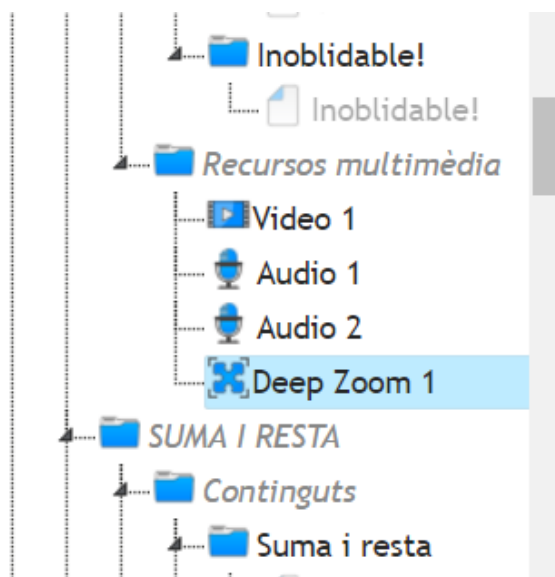 Inoblidable!
Inoblidable!
Recursos multimèdia
Video 1
Audio 1
Audio 2
Deep Zoom 1
SUMA I RESTA
Continguts
Suma i resta